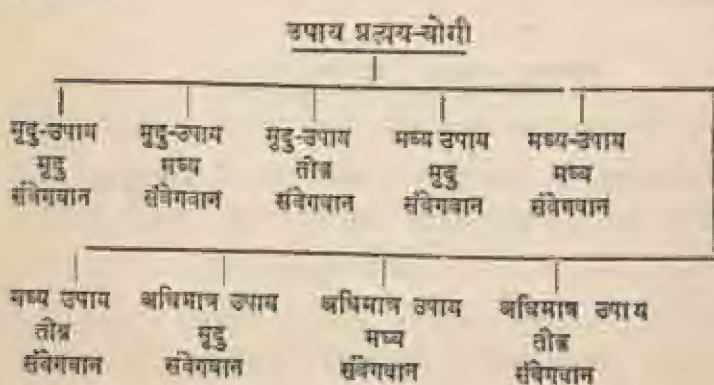 उपाय प्रत्यय-योगी
मृदु-उपाय मृदु-उपाय मृदु-उपाय मध्य उपाय मध्य-उपाय
मृदु मध्य तीव्र मृदु मध्य
संवेगवान संवेगवान संवेगवान संवेगवान संवेगवान
मध्य उपाय अधिमात्र उपाय अधिमात्र उपाय अधिमात्र उपाय
तीव्र मृदु मध्य तीव्र
संवेगवान संवेगवान संवेगवान संवेगवान